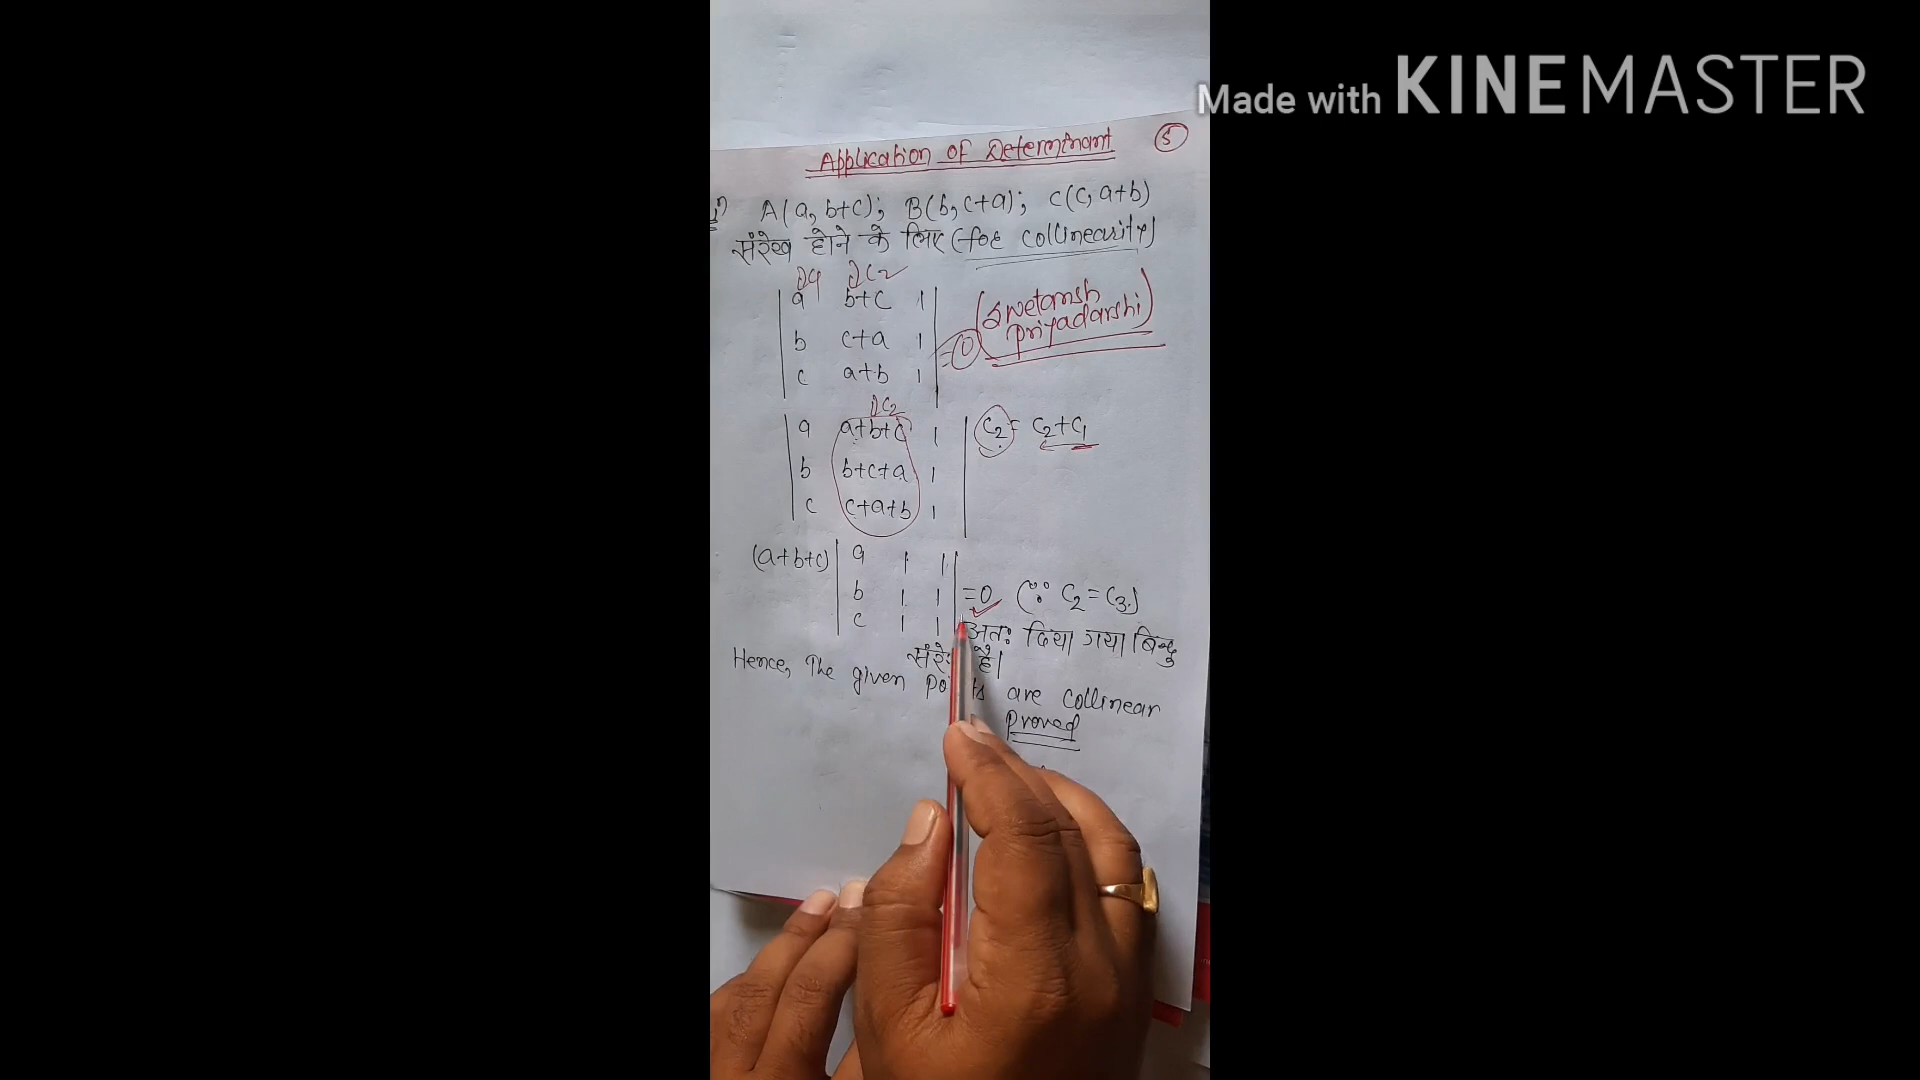 Made with KINEMASTER
Application of Determinant 5
A(a, b+c); B(b, c+a); C(c, a+b)
संरेख होने के लिए (for collinearity)
C2
a b+c 1
b c+a 1
c a+b 1
=0
(Swetansh
Priyadarshi)
C2
a a+b+c 1
b b+c+a 1
c c+a+b 1
C2 = C2+C1
(a+b+c) a 1 1
b 1 1
c 1 1
=0 (∵ C2=C3)
अतः दिया गया बिन्दु
है।
Hence, The given points are collinear
Proved